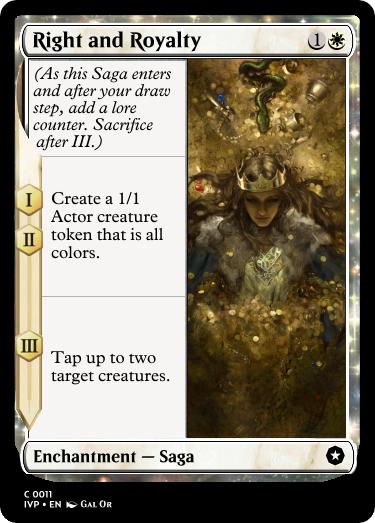 Right and Royalty
1
(As this Saga enters
and after your draw
step, add a lore
counter. Sacrifice
after III.)
I
II
Create a 1/1
Actor creature
token that is all
colors.
III
Tap up to two
target creatures.
Enchantment — Saga
C 0011
IVP • EN Gal Or